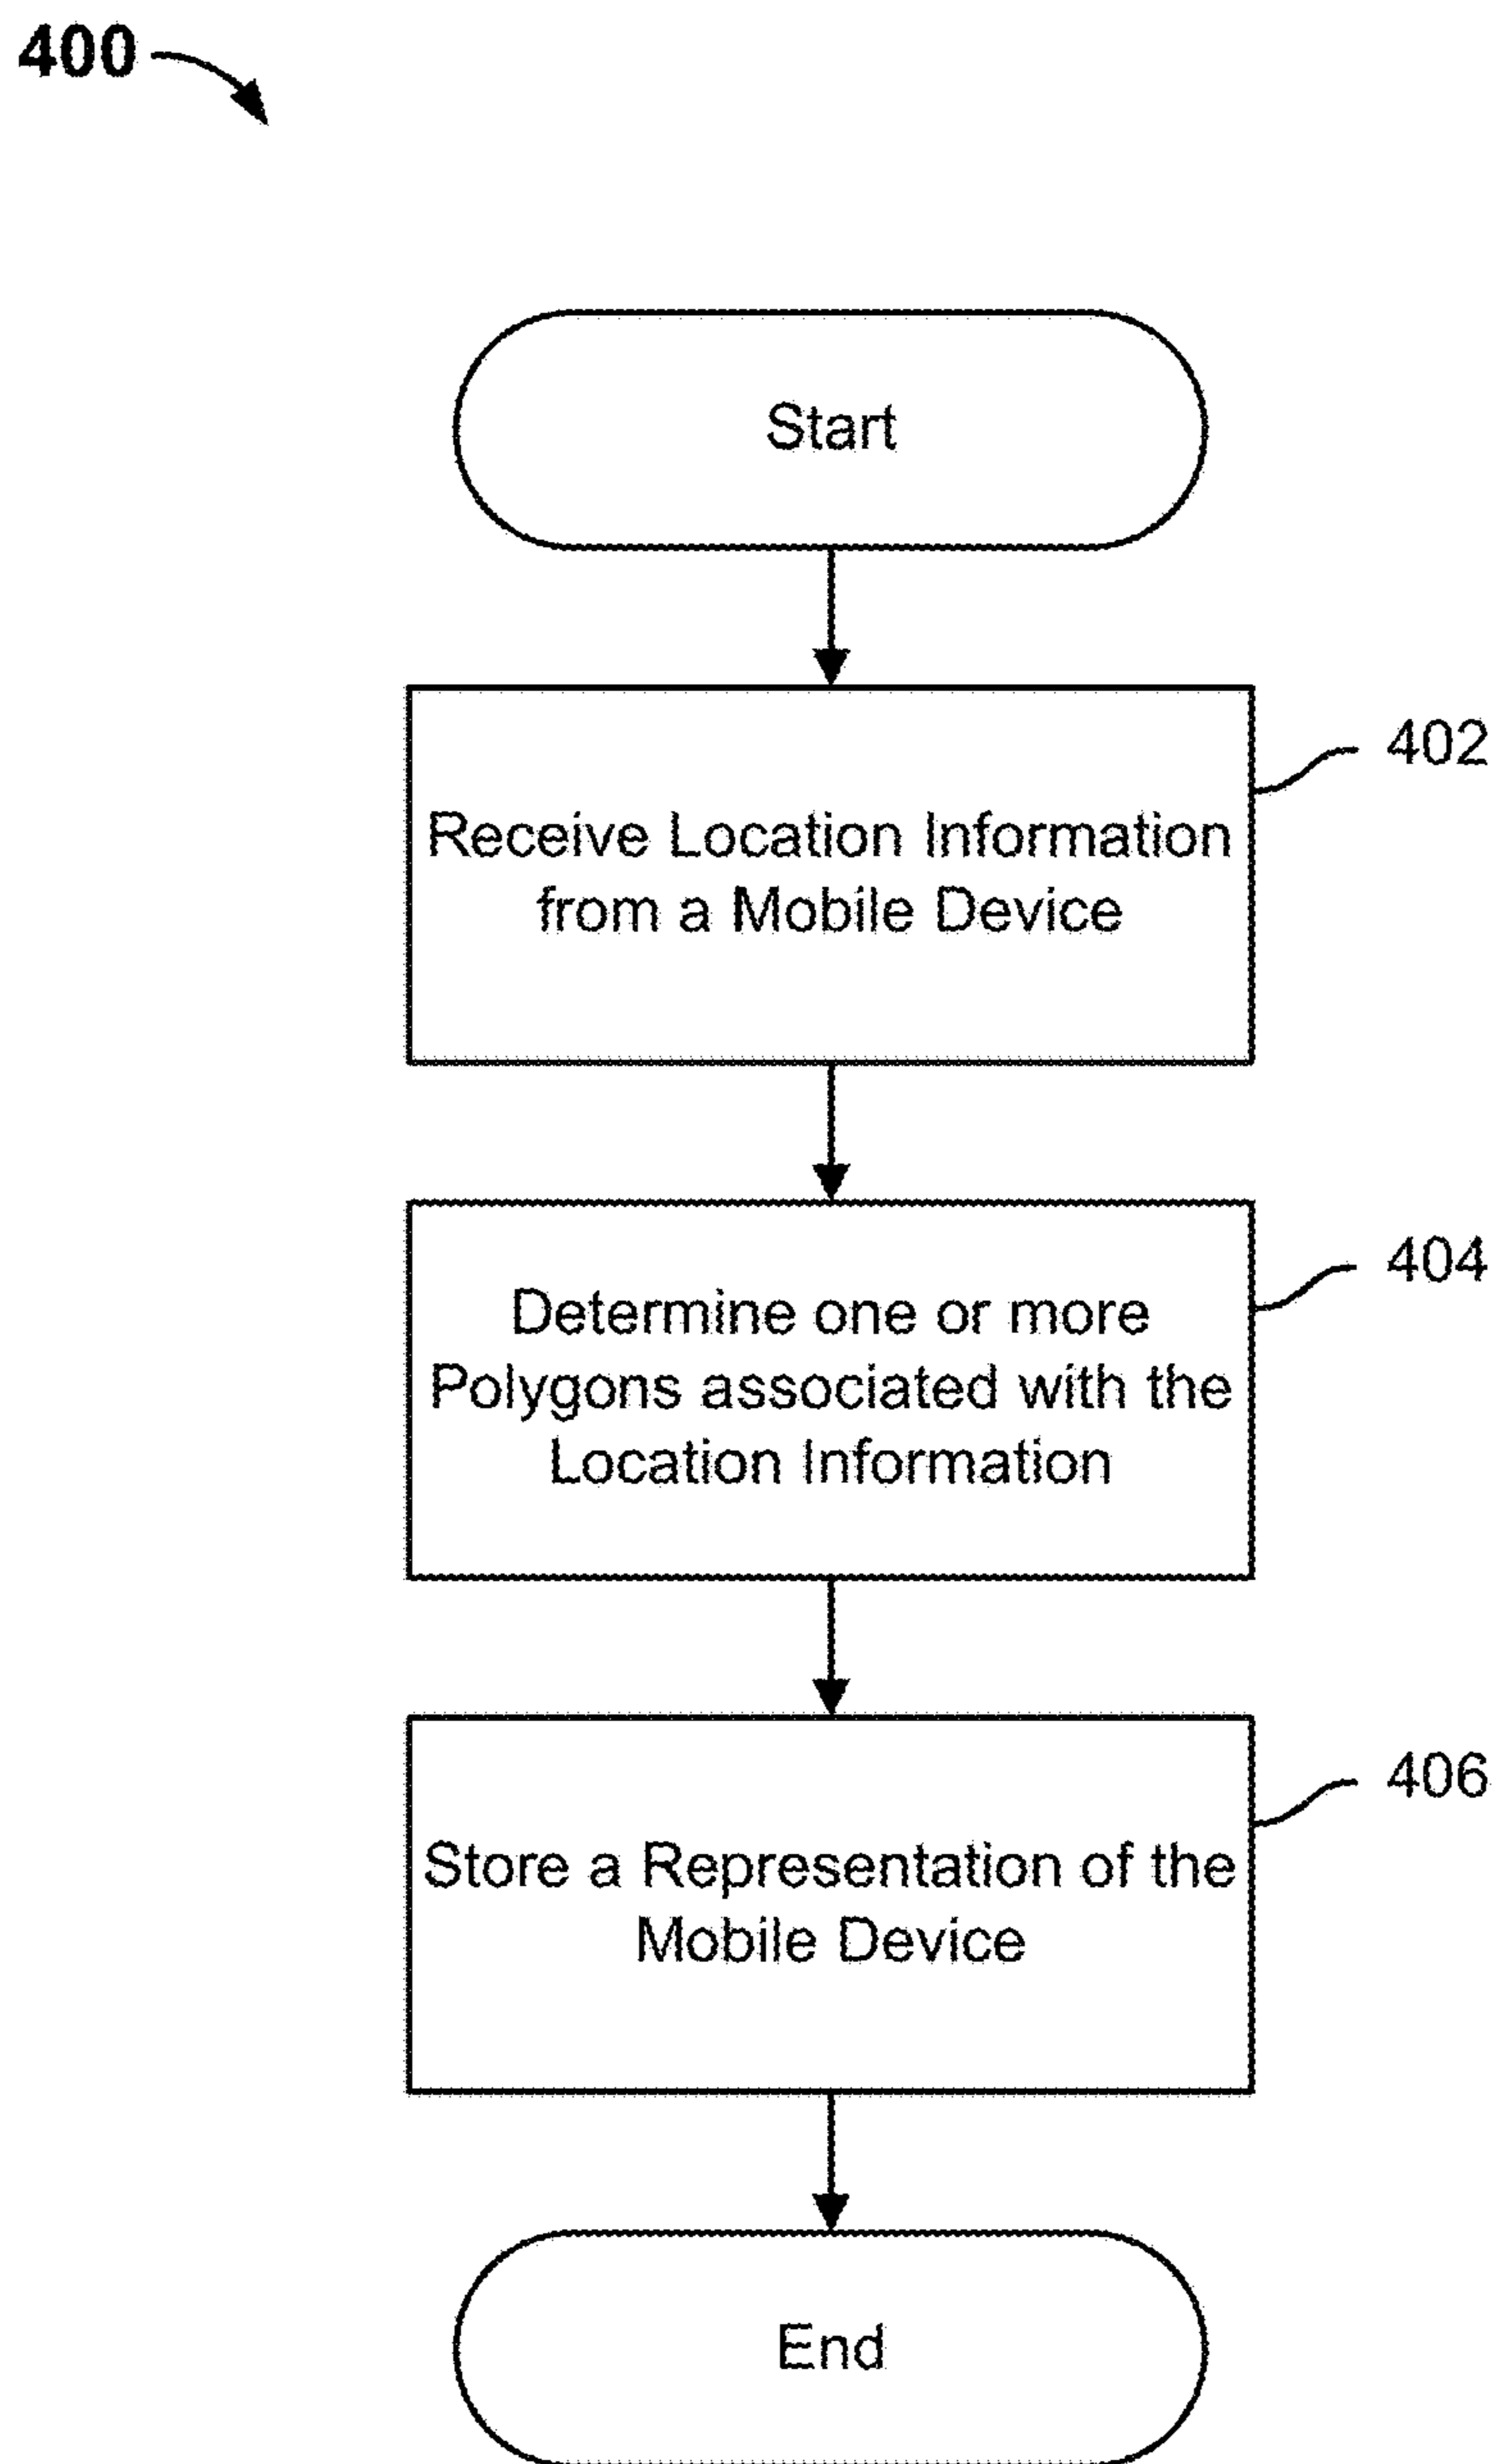 400
Start
402
Receive Location Information
from a Mobile Device
404
Determine one or more
Polygons associated with the
Location Information
406
Store a Representation of the
Mobile Device
End